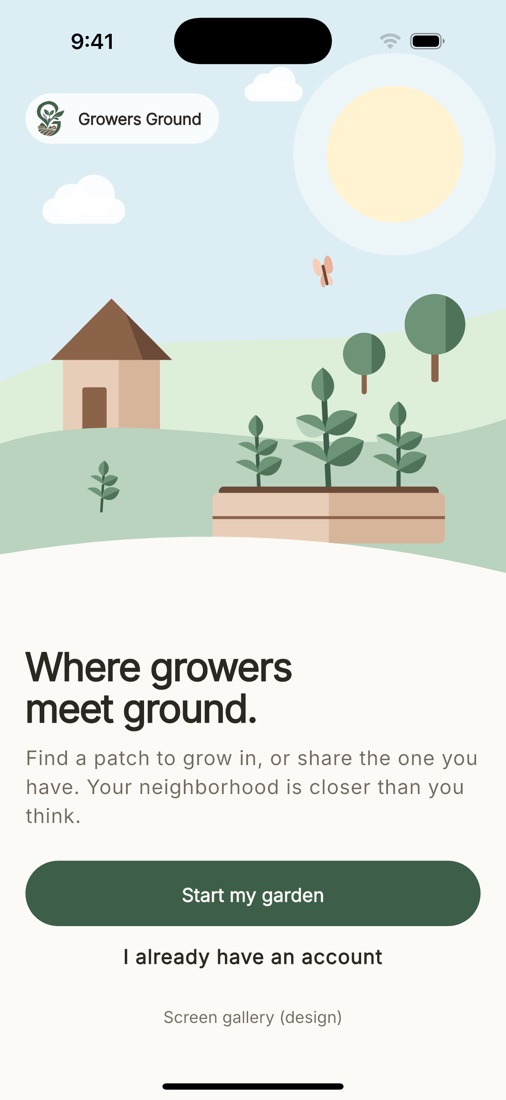 9:41
Growers Ground
Where growers
meet ground.
Find a patch to grow in, or share the one you
have. Your neighborhood is closer than you
think.
Start my garden
I already have an account
Screen gallery (design)